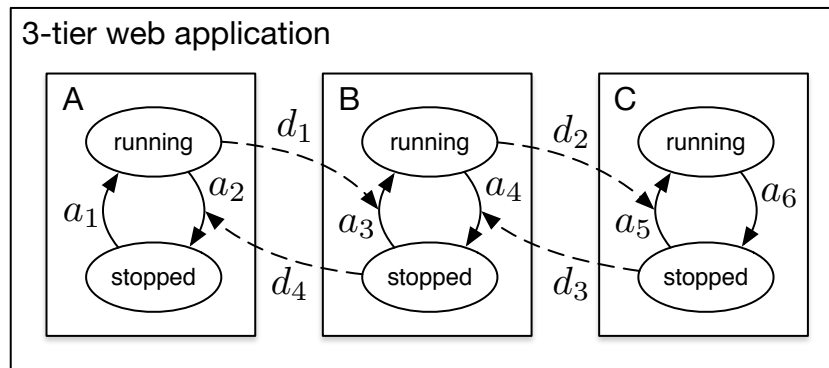 3-tier web application
A B C
running d1 running d2 running
a1 a2 a3 a4 a5 a6
stopped d4 stopped d3 stopped